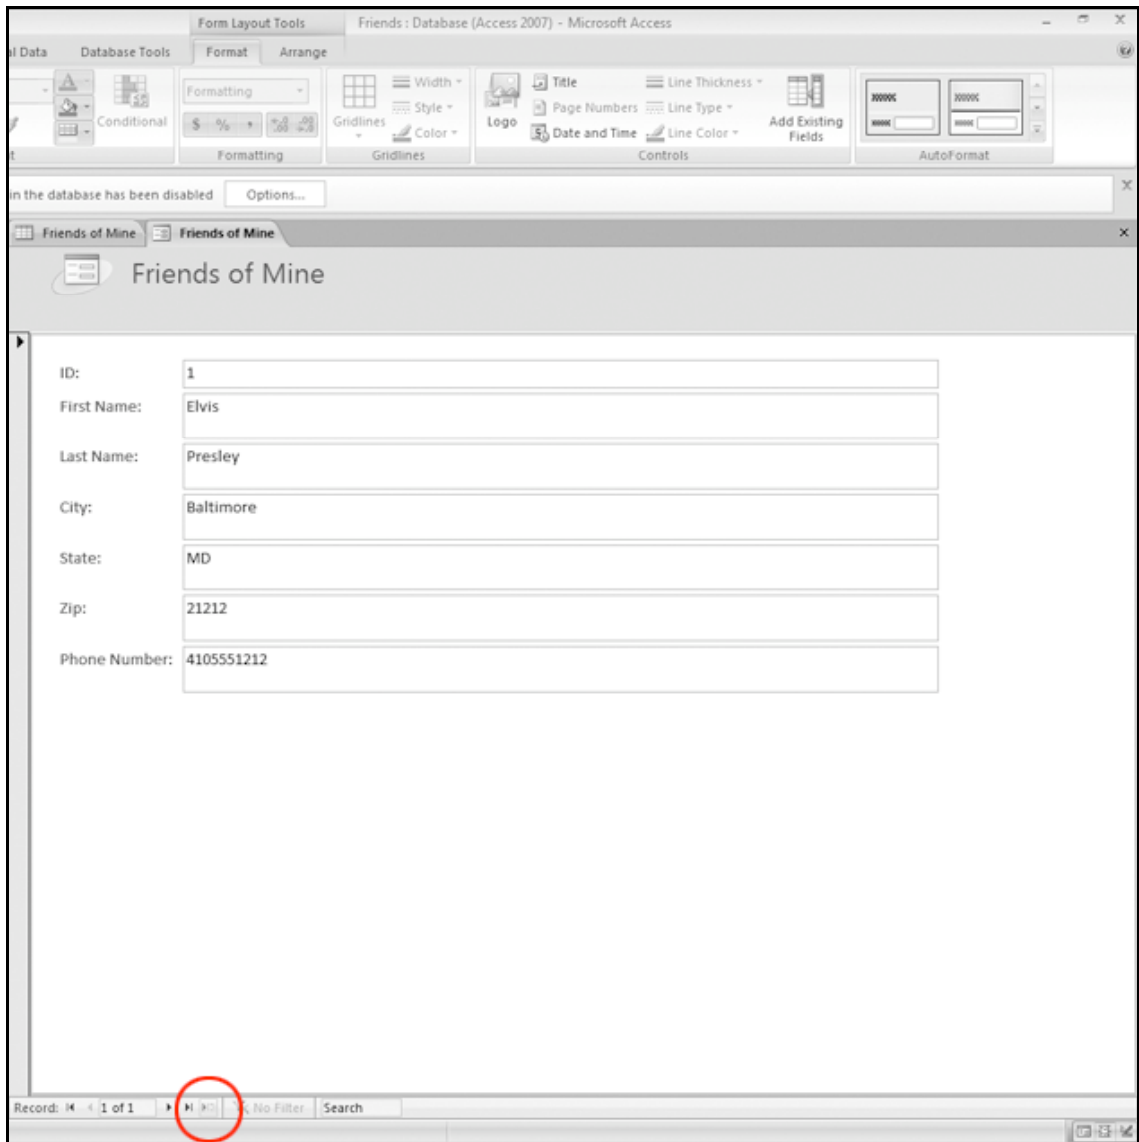 Form Layout Tools Friends : Database (Access 2007) - Microsoft Access
al Data Database Tools Format Arrange
A Conditional Formatting Gridlines Width Style Color Logo Title Line Thickness
$ % , Page Numbers Line Type
Date and Time Line Color Add Existing Fields
Formatting Gridlines Controls AutoFormat
in the database has been disabled Options...
Friends of Mine Friends of Mine
Friends of Mine
ID: 1
First Name: Elvis
Last Name: Presley
City: Baltimore
State: MD
Zip: 21212
Phone Number: 4105551212
Record: 1 of 1 No Filter Search